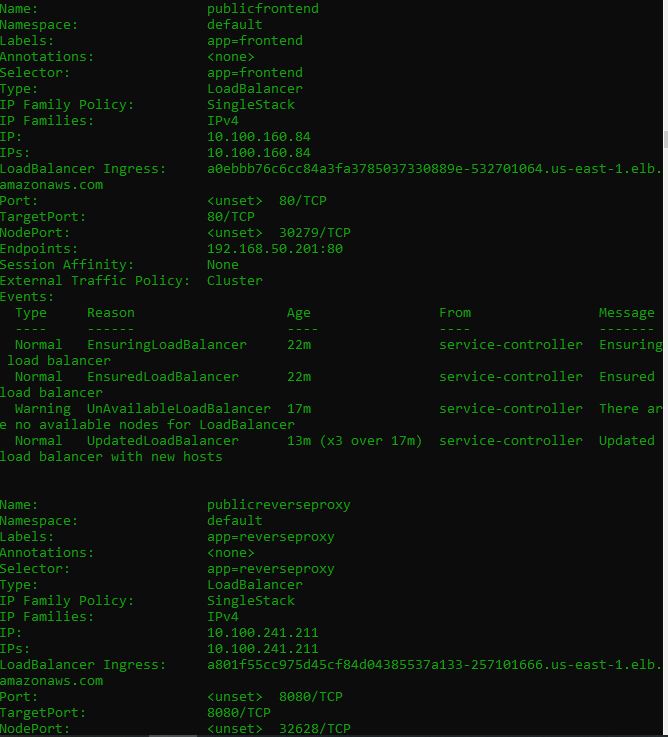 Name:                     publicfrontend
Namespace:                default
Labels:                   app=frontend
Annotations:              <none>
Selector:                 app=frontend
Type:                     LoadBalancer
IP Family Policy:         SingleStack
IP Families:              IPv4
IP:                       10.100.160.84
IPs:                      10.100.160.84
LoadBalancer Ingress:     a0ebbb76c6cc84a3fa3785037330889e-532701064.us-east-1.elb.
amazonaws.com
Port:                     <unset>  80/TCP
TargetPort:               80/TCP
NodePort:                 <unset>  30279/TCP
Endpoints:                192.168.50.201:80
Session Affinity:         None
External Traffic Policy:  Cluster
Events:
  Type     Reason                   Age                 From                Message
  ----     ------                   ----                ----                -------
  Normal   EnsuringLoadBalancer     22m                 service-controller  Ensuring
 load balancer
  Normal   EnsuredLoadBalancer      22m                 service-controller  Ensured
load balancer
  Warning  UnAvailableLoadBalancer  17m                 service-controller  There ar
e no available nodes for LoadBalancer
  Normal   UpdatedLoadBalancer      13m (x3 over 17m)   service-controller  Updated
load balancer with new hosts
Name:                     publicreverseproxy
Namespace:                default
Labels:                   app=reverseproxy
Annotations:              <none>
Selector:                 app=reverseproxy
Type:                     LoadBalancer
IP Family Policy:         SingleStack
IP Families:              IPv4
IP:                       10.100.241.211
IPs:                      10.100.241.211
LoadBalancer Ingress:     a801f55cc975d45cf84d04385537a133-257101666.us-east-1.elb.
amazonaws.com
Port:                     <unset>  8080/TCP
TargetPort:               8080/TCP
NodePort:                 <unset>  32628/TCP